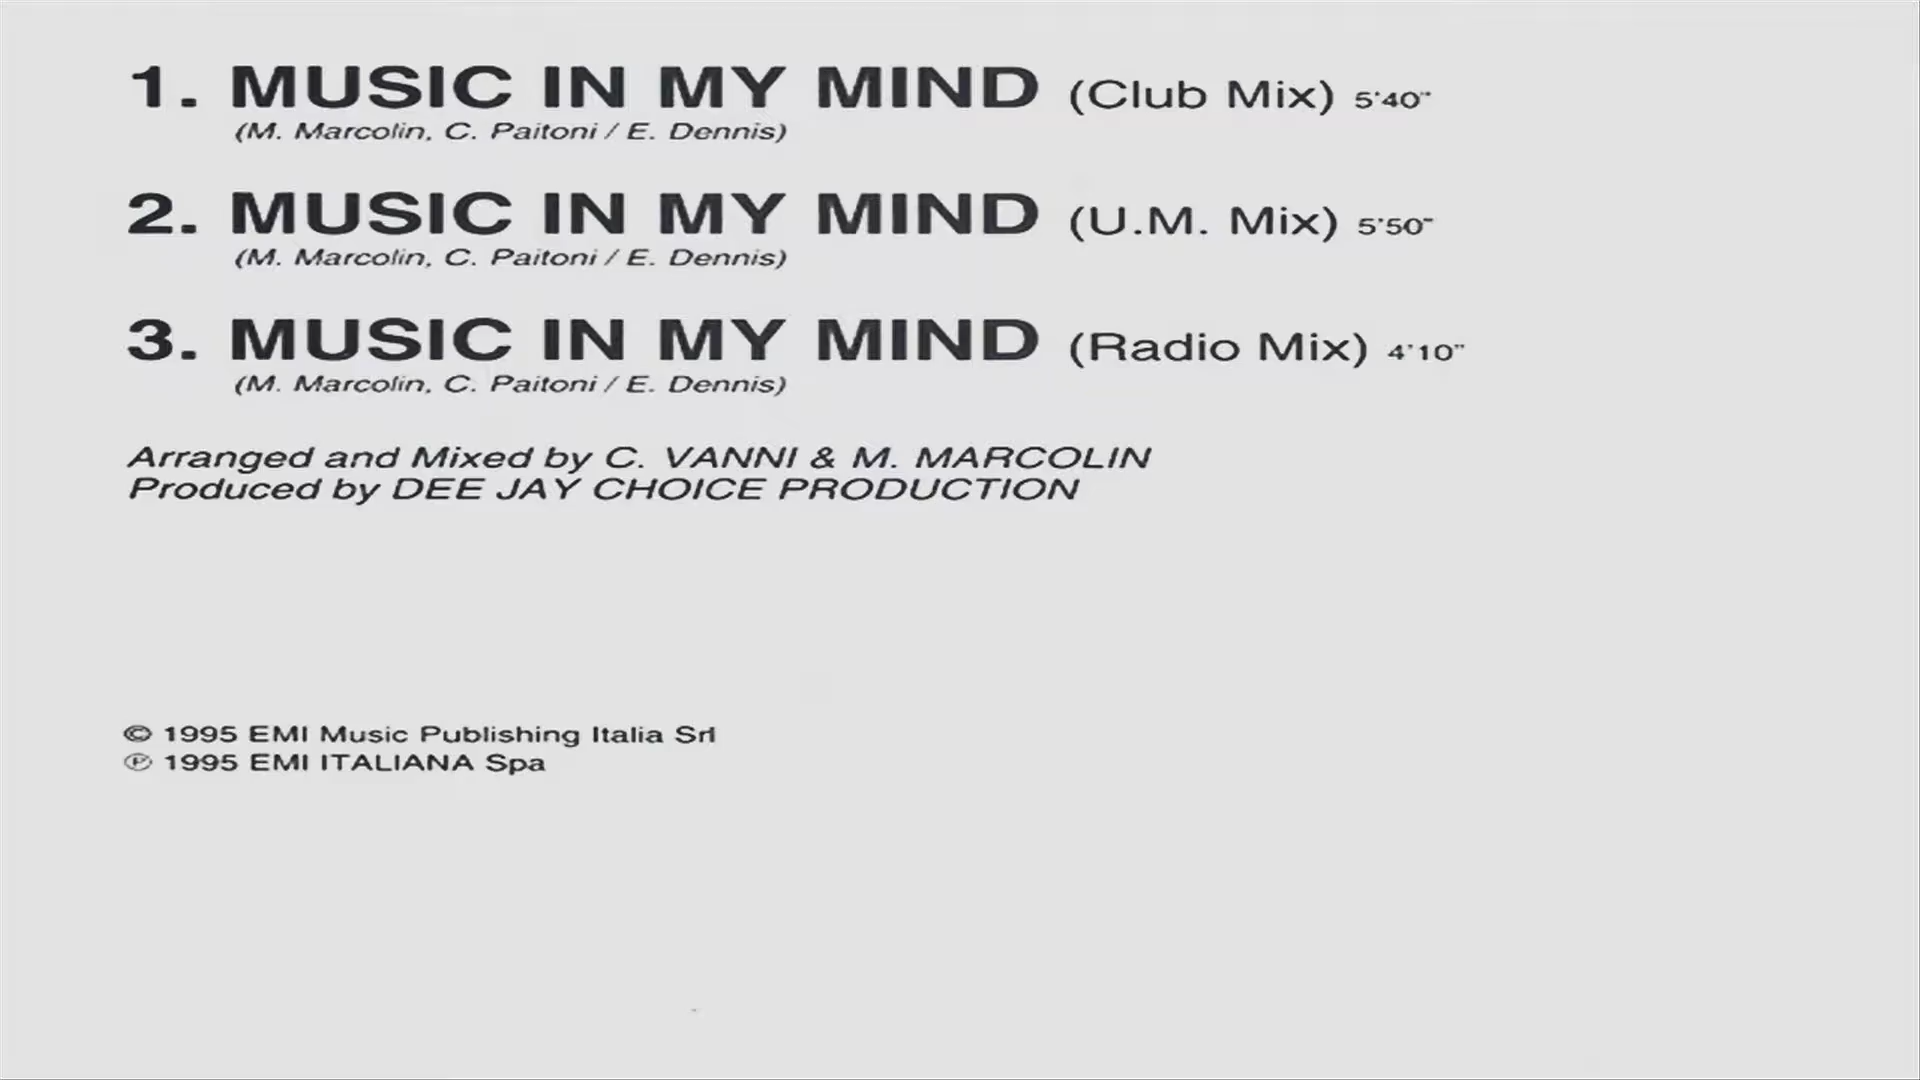 1. MUSIC IN MY MIND (Club Mix) 5'40"
(M. Marcolin, C. Paitoni / E. Dennis)
2. MUSIC IN MY MIND (U.M. Mix) 5'50"
(M. Marcolin, C. Paitoni / E. Dennis)
3. MUSIC IN MY MIND (Radio Mix) 4'10"
(M. Marcolin, C. Paitoni / E. Dennis)
Arranged and Mixed by C. VANNI & M. MARCOLIN
Produced by DEE JAY CHOICE PRODUCTION
© 1995 EMI Music Publishing Italia Srl
℗ 1995 EMI ITALIANA Spa